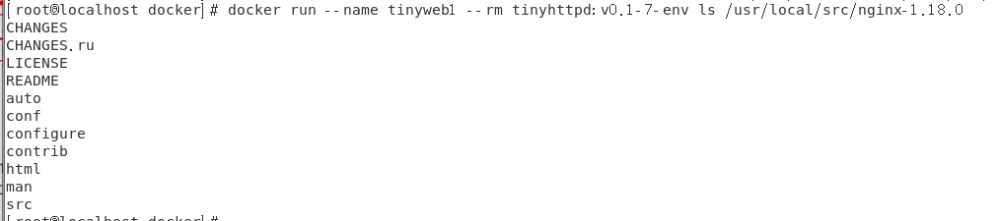 [root@localhost docker]# docker run --name tinyweb1 --rm tinyhttpd:v0.1-7-env ls /usr/local/src/nginx-1.18.0
CHANGES
CHANGES.ru
LICENSE
README
auto
conf
configure
contrib
html
man
src
[root@localhost docker]#